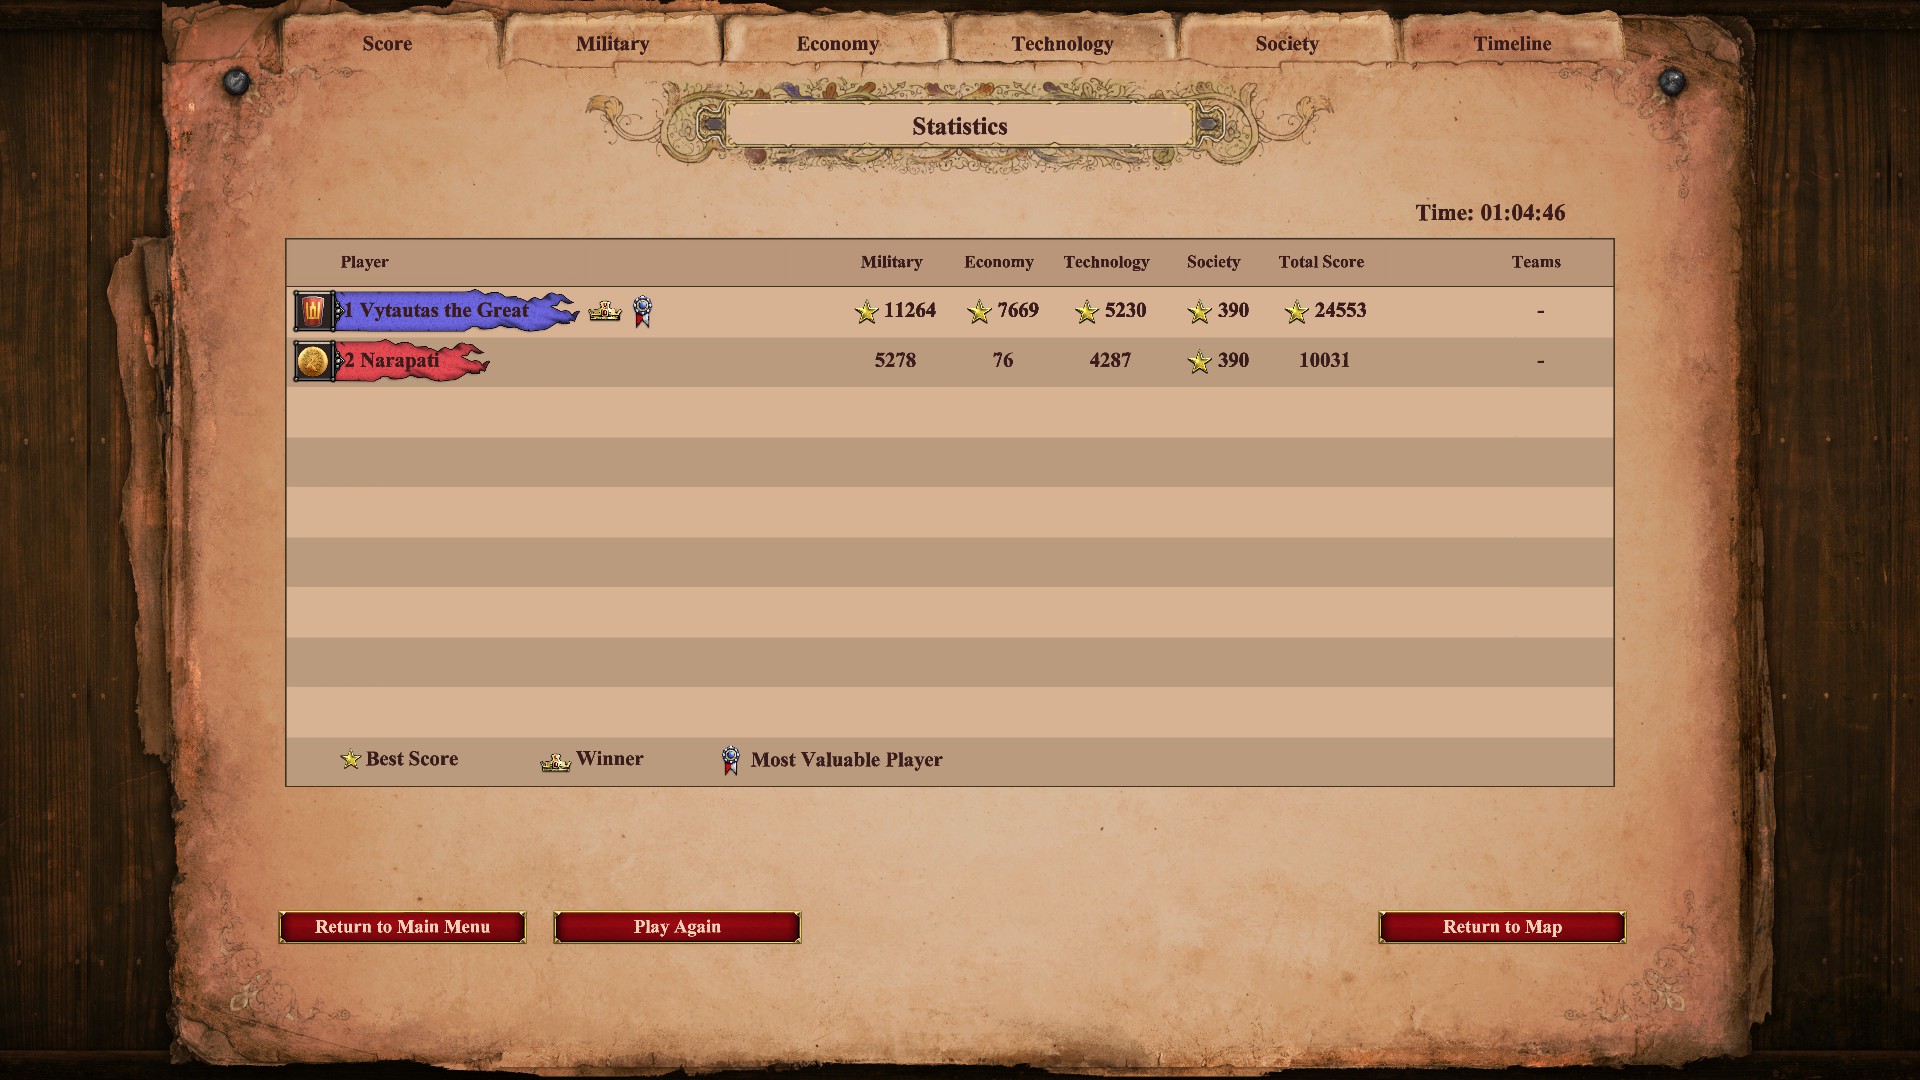 Score Military Economy Technology Society Timeline
Statistics
Time: 01:04:46
Player Military Economy Technology Society Total Score Teams
1 Vytautas the Great 11264 7669 5230 390 24553 -
2 Narapati 5278 76 4287 390 10031 -
Best Score Winner Most Valuable Player
Return to Main Menu Play Again Return to Map